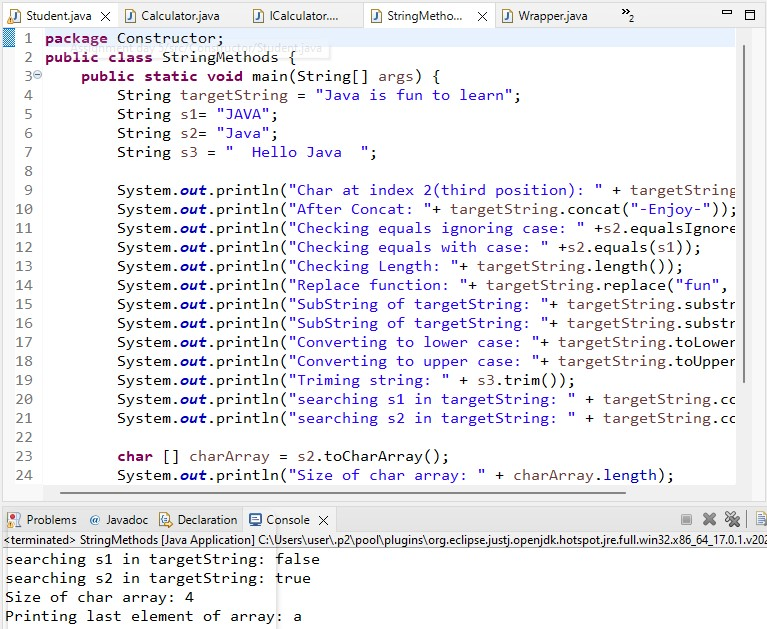 Student.java Calculator.java ICalculator.... StringMetho... Wrapper.java »2
1 package Constructor;
2 public class StringMethods {
3 public static void main(String[] args) {
4 String targetString = "Java is fun to learn";
5 String s1= "JAVA";
6 String s2= "Java";
7 String s3 = "  Hello Java  ";
8
9 System.out.println("Char at index 2(third position): " + targetString
10 System.out.println("After Concat: "+ targetString.concat("-Enjoy-"));
11 System.out.println("Checking equals ignoring case: " +s2.equalsIgnore
12 System.out.println("Checking equals with case: " +s2.equals(s1));
13 System.out.println("Checking Length: "+ targetString.length());
14 System.out.println("Replace function: "+ targetString.replace("fun",
15 System.out.println("SubString of targetString: "+ targetString.substr
16 System.out.println("SubString of targetString: "+ targetString.substr
17 System.out.println("Converting to lower case: "+ targetString.toLower
18 System.out.println("Converting to upper case: "+ targetString.toUpper
19 System.out.println("Triming string: " + s3.trim());
20 System.out.println("searching s1 in targetString: " + targetString.co
21 System.out.println("searching s2 in targetString: " + targetString.co
22
23 char [] charArray = s2.toCharArray();
24 System.out.println("Size of char array: " + charArray.length);
Problems @ Javadoc Declaration Console
<terminated> StringMethods [Java Application] C:\Users\user\.p2\pool\plugins\org.eclipse.justj.openjdk.hotspot.jre.full.win32.x86_64_17.0.1.v202
searching s1 in targetString: false
searching s2 in targetString: true
Size of char array: 4
Printing last element of array: a